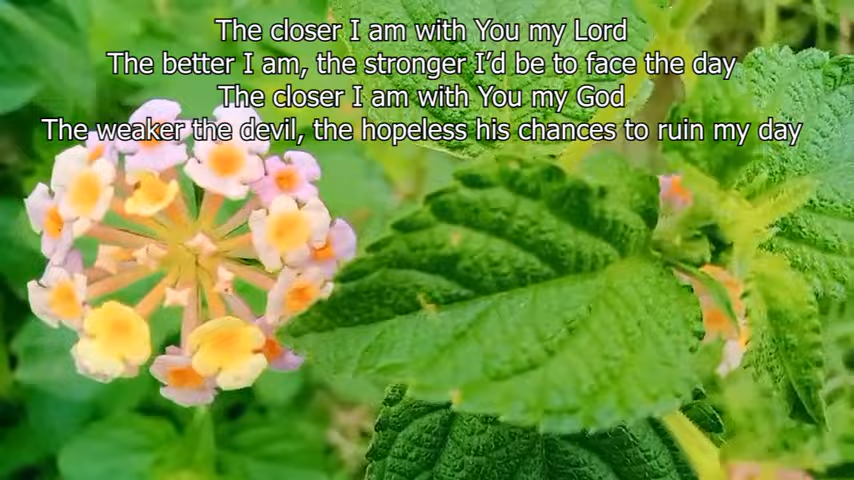 The closer I am with You my Lord
The better I am, the stronger I’d be to face the day
The closer I am with You my God
The weaker the devil, the hopeless his chances to ruin my day